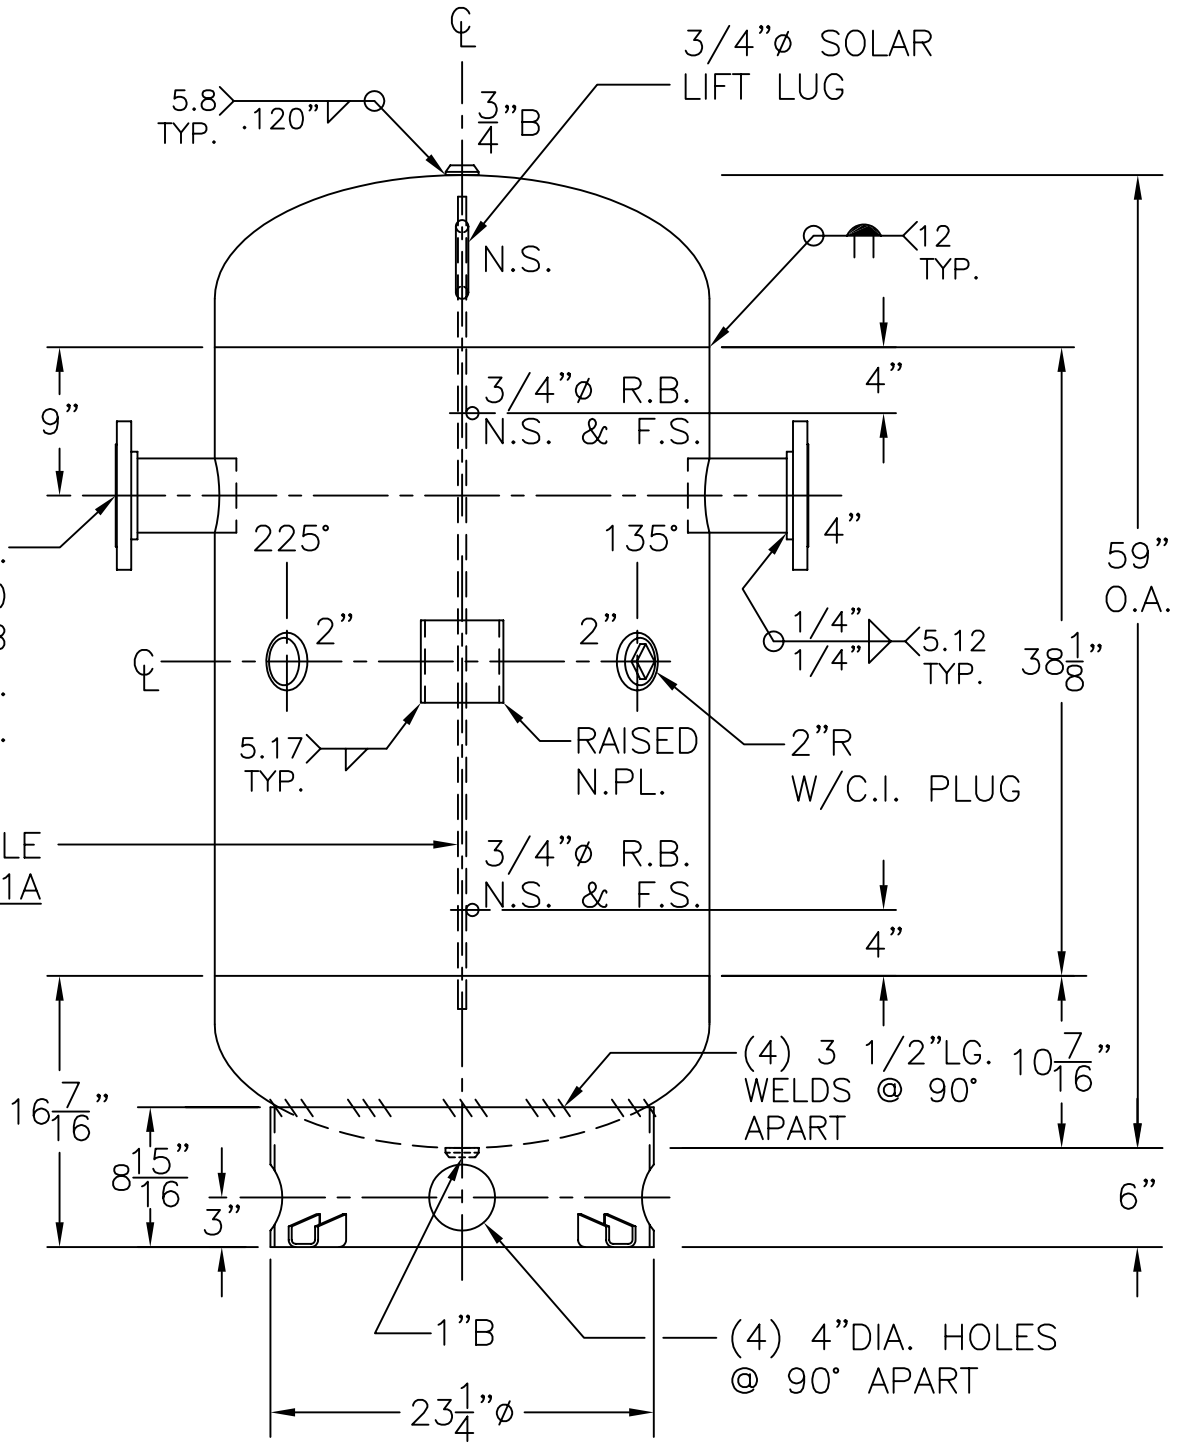 ℄
3/4"ø SOLAR
LIFT LUG
5.8
TYP.
.120"
3/4"B
N.S.
12
TYP.
9"
3/4"ø R.B.
N.S. & F.S.
4"
225°
135°
4"
59"
O.A.
2"
2"
℄
1/4"
1/4"
5.12
TYP.
38 1/8"
5.17
TYP.
RAISED
N.PL.
2"R
W/C.I. PLUG
LE
1A
3/4"ø R.B.
N.S. & F.S.
4"
(4) 3 1/2"LG.
WELDS @ 90°
APART
10 7/16"
16 7/16"
8 15/16"
3"
6"
1"B
(4) 4"DIA. HOLES
@ 90° APART
23 1/4"ø